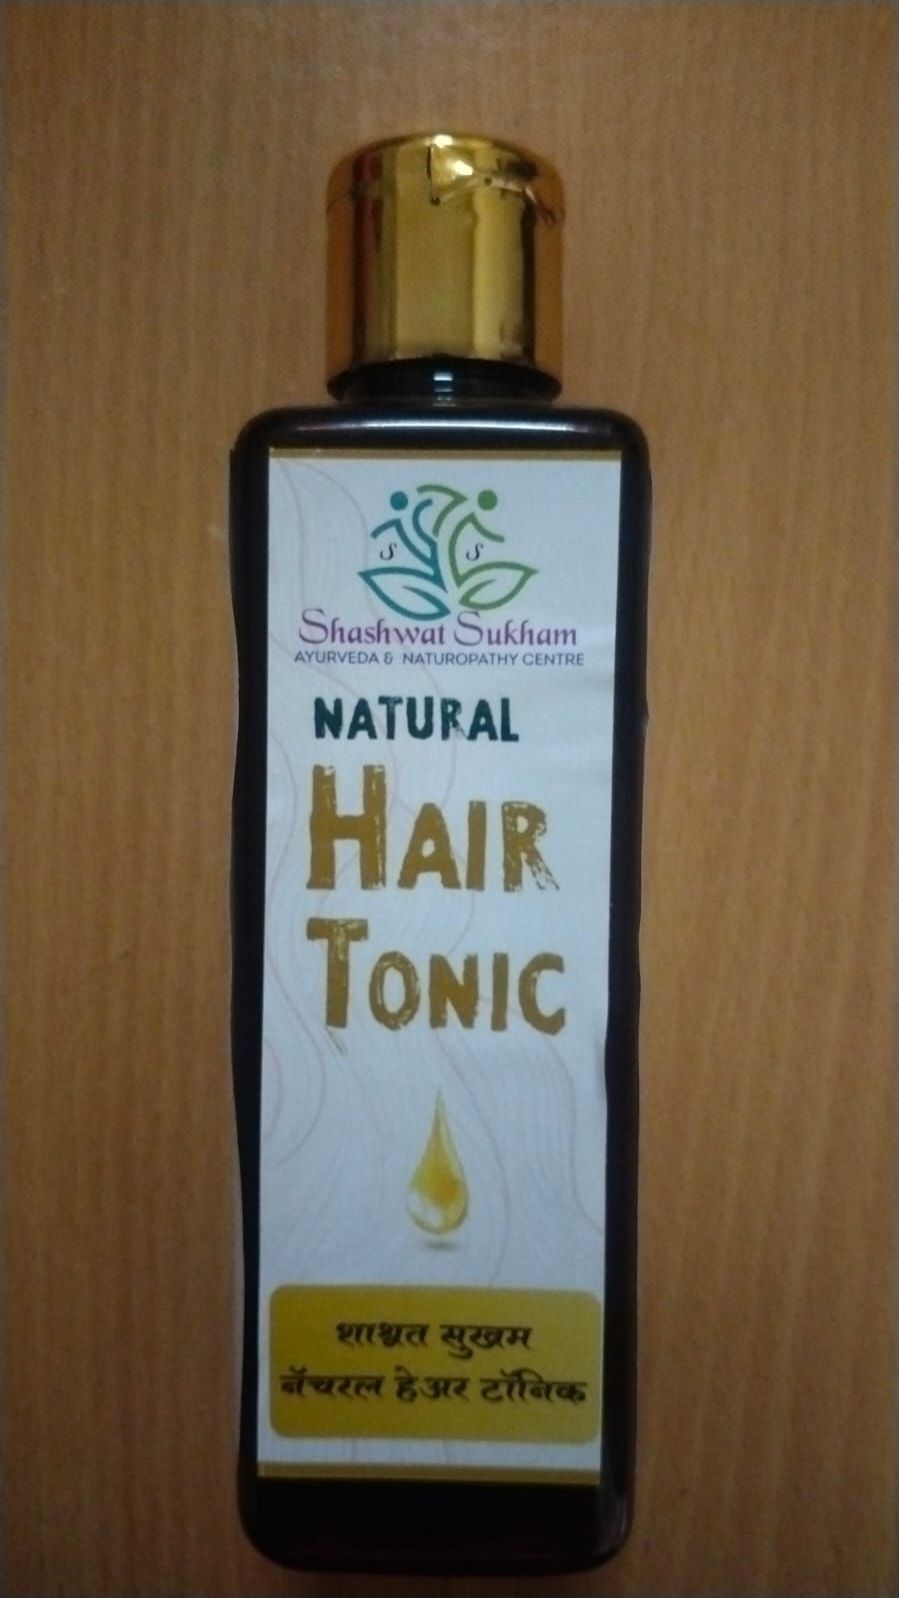 S S
Shashwat Sukham
AYURVEDA & NATUROPATHY CENTRE
NATURAL
HAIR
TONIC
शाश्वत सुखम
नॅचरल हेअर टॉनिक